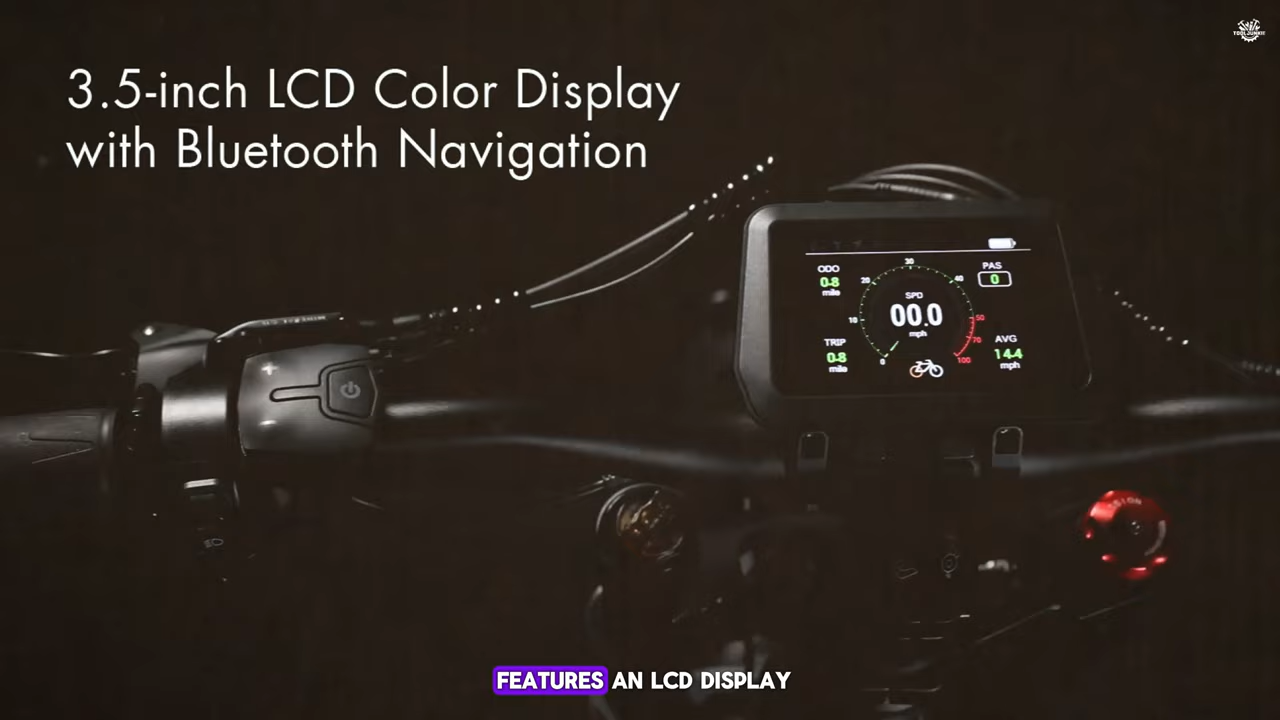 3.5-inch LCD Color Display
with Bluetooth Navigation
TOOLJUNKIE
ODO
0.8
mile
TRIP
0.8
mile
SPD
00.0
mph
0
10
20
30
40
50
70
100
PAS
0
AVG
14.4
mph
FEATURES AN LCD DISPLAY